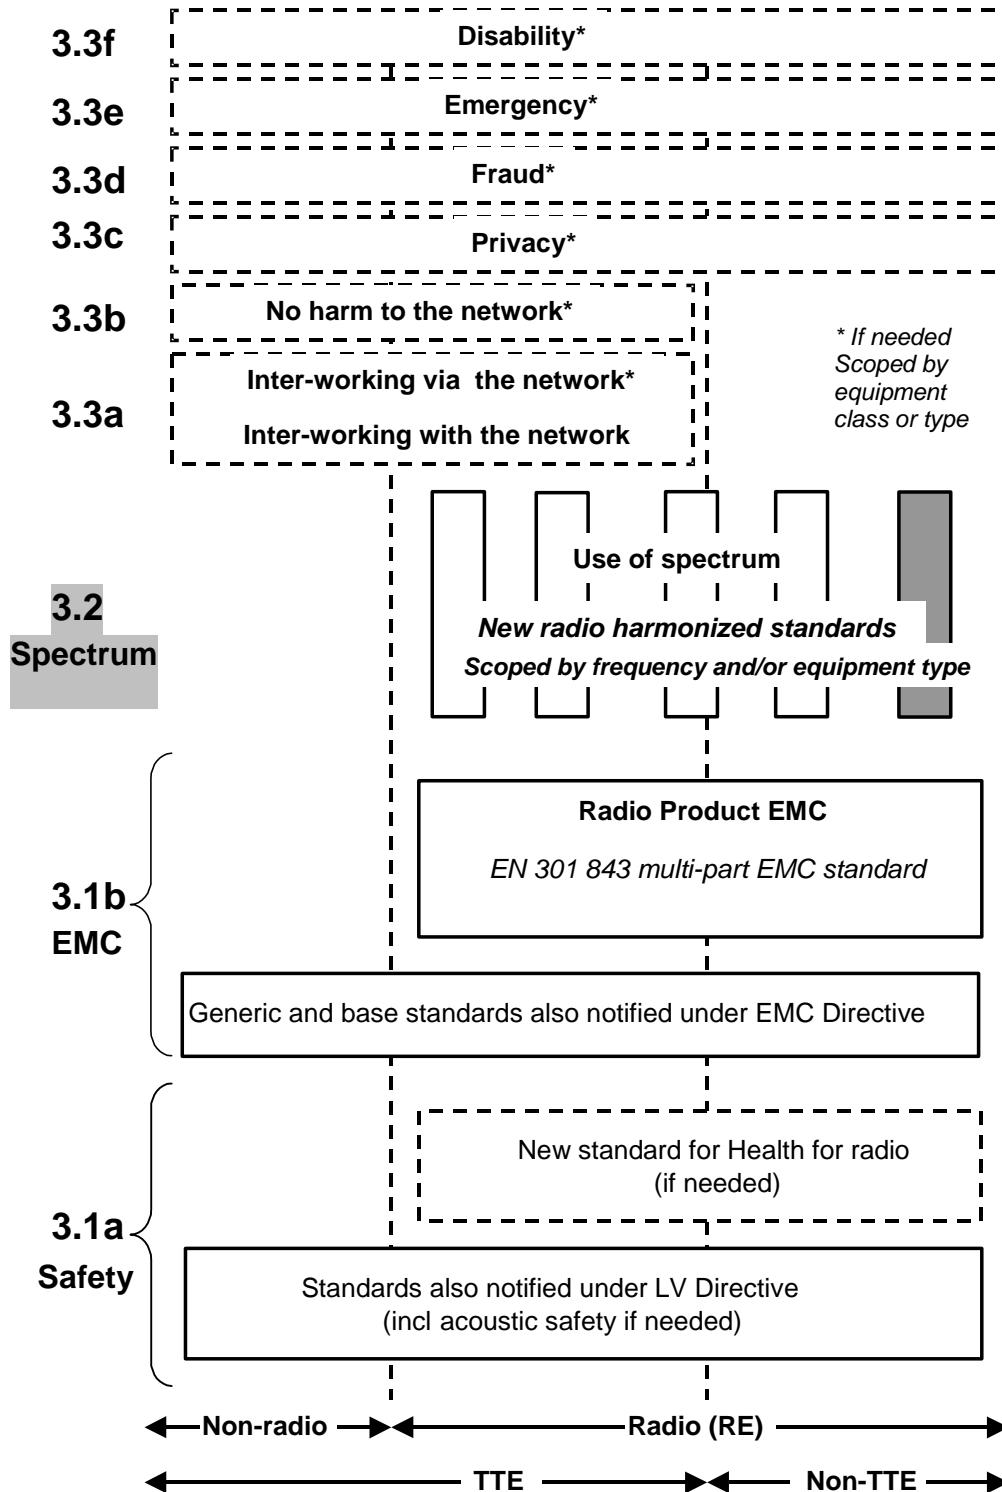 3.3f
Disability*
3.3e
Emergency*
3.3d
Fraud*
3.3c
Privacy*
3.3b
No harm to the network*
3.3a
Inter-working via the network*
Inter-working with the network
* If needed
Scoped by
equipment
class or type
3.2
Spectrum
Use of spectrum
New radio harmonized standards
Scoped by frequency and/or equipment type
3.1b
EMC
Radio Product EMC
EN 301 843 multi-part EMC standard
Generic and base standards also notified under EMC Directive
3.1a
Safety
New standard for Health for radio
(if needed)
Standards also notified under LV Directive
(incl acoustic safety if needed)
Non-radio
Radio (RE)
TTE
Non-TTE